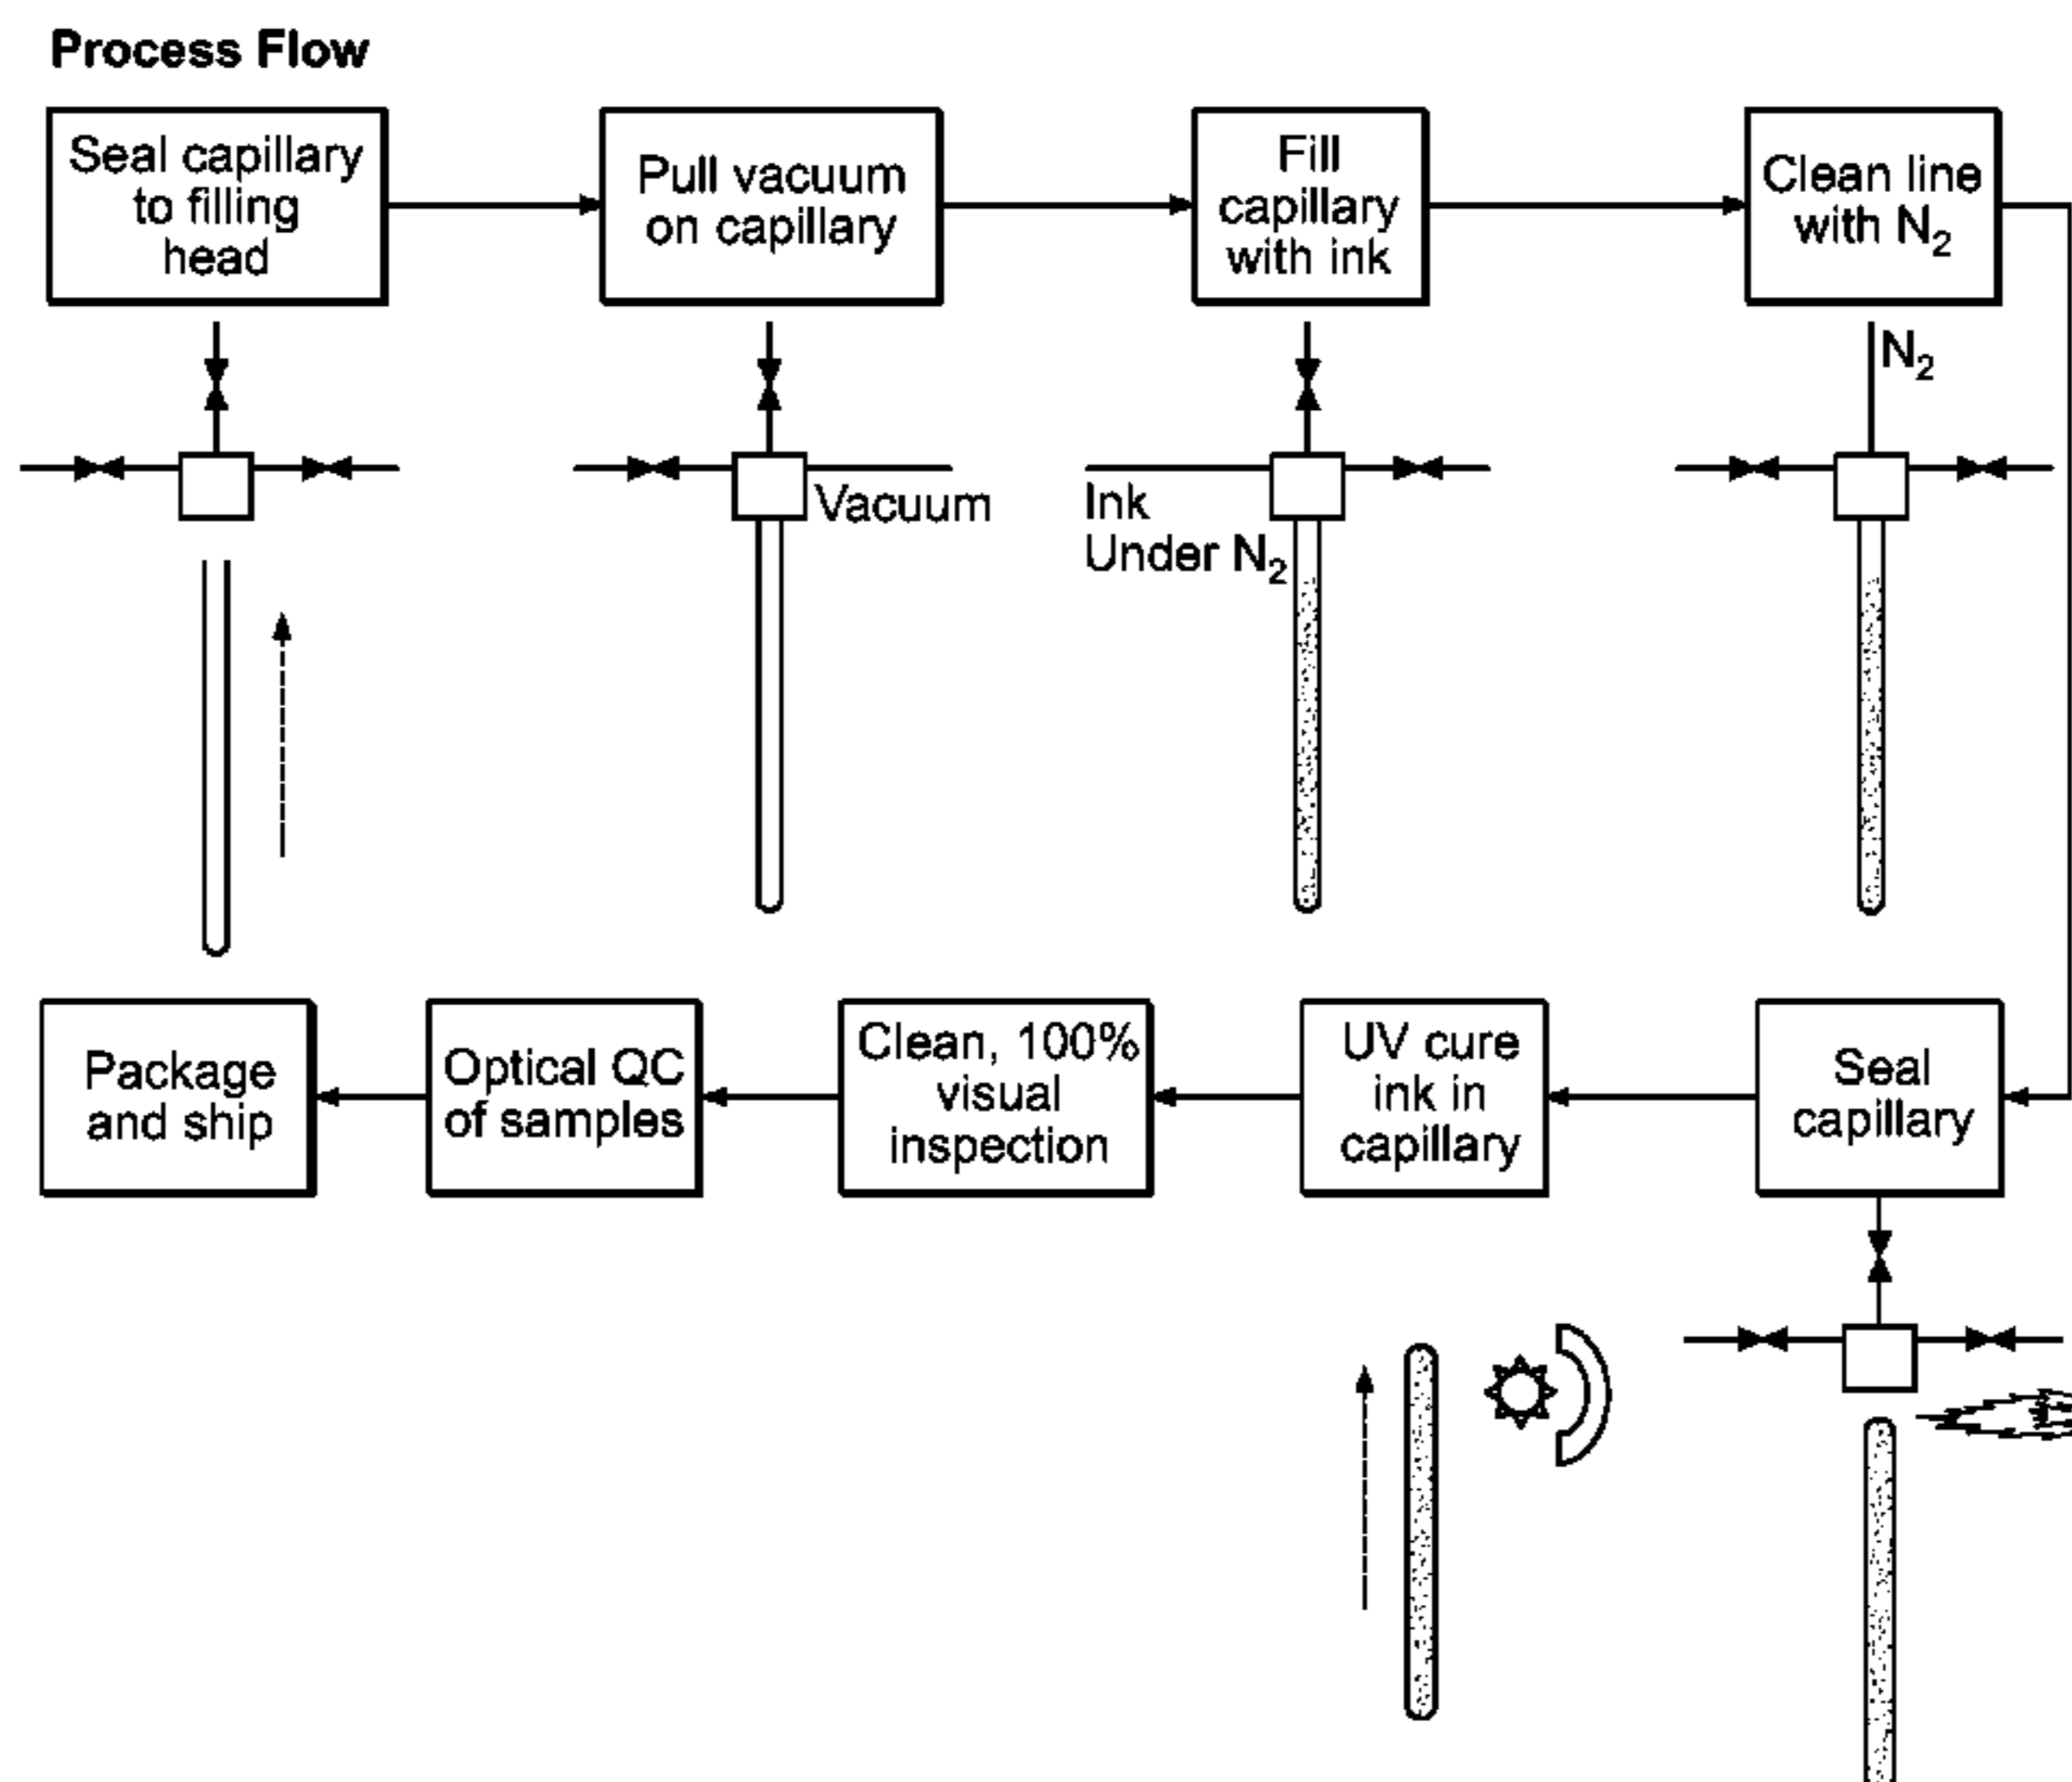 Process Flow
Seal capillary
to filling
head
Pull vacuum
on capillary
Fill
capillary
with ink
Clean line
with N₂
N₂
Vacuum
Ink
Under N₂
Package
and ship
Optical QC
of samples
Clean, 100%
visual
inspection
UV cure
ink in
capillary
Seal
capillary